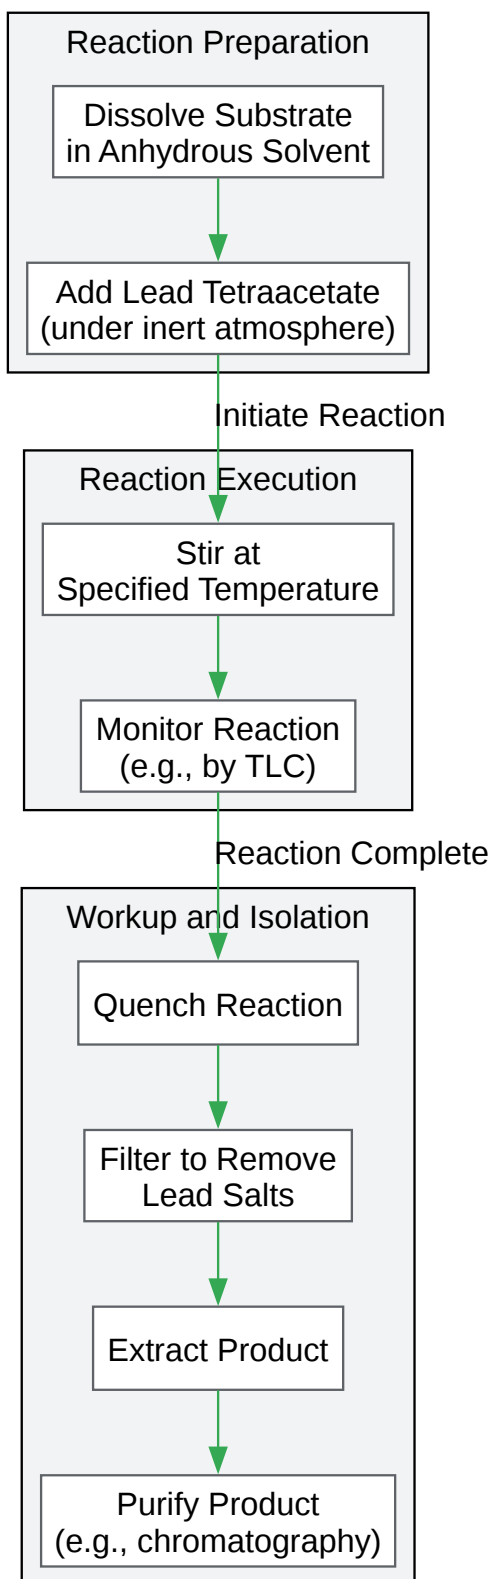 Reaction Preparation
Dissolve Substrate
in Anhydrous Solvent
Add Lead Tetraacetate
(under inert atmosphere)
Initiate Reaction
Reaction Execution
Stir at
Specified Temperature
Monitor Reaction
(e.g., by TLC)
Reaction Complete
Workup and Isolation
Quench Reaction
Filter to Remove
Lead Salts
Extract Product
Purify Product
(e.g., chromatography)